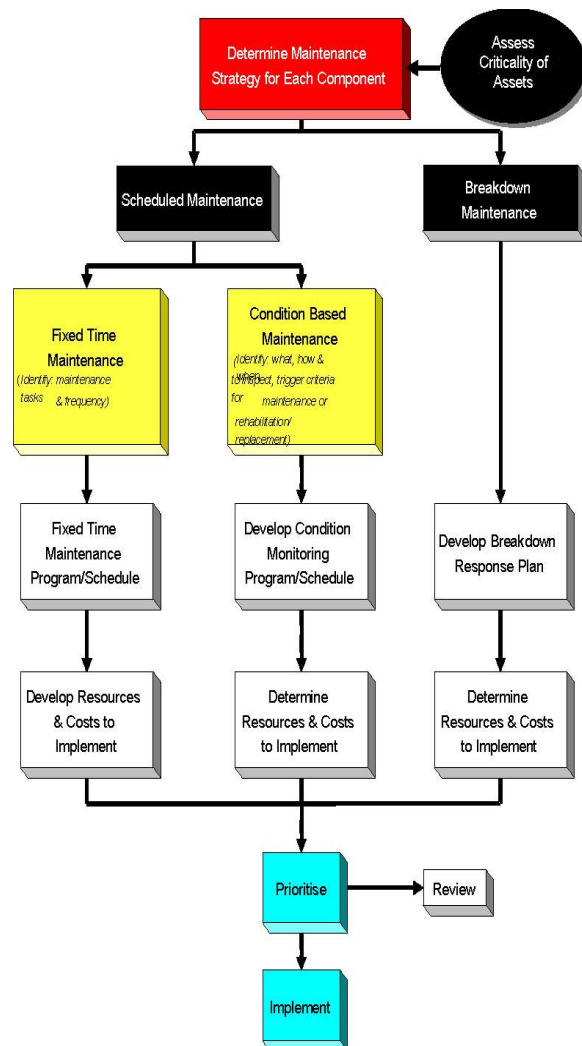 Assess
Criticality of
Assets
Determine Maintenance
Strategy for Each Component
Scheduled Maintenance
Breakdown
Maintenance
Fixed Time
Maintenance
(Identify: maintenance
tasks & frequency)
Condition Based
Maintenance
(Identify: what, how &
when
to inspect, trigger criteria
for maintenance or
rehabilitation/
replacement)
Fixed Time
Maintenance
Program/Schedule
Develop Condition
Monitoring
Program/Schedule
Develop Breakdown
Response Plan
Develop Resources
& Costs to
Implement
Determine
Resources & Costs
to Implement
Determine
Resources & Costs
to Implement
Prioritise
Review
Implement